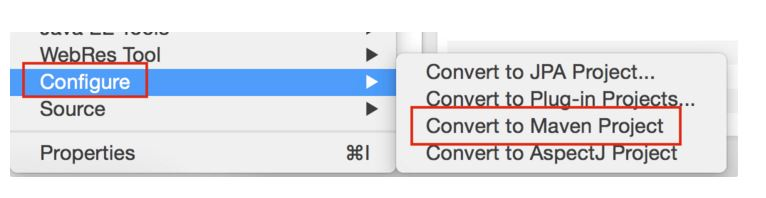 WebRes Tool
Configure
Source
Properties ⌘I
Convert to JPA Project...
Convert to Plug-in Projects...
Convert to Maven Project
Convert to AspectJ Project